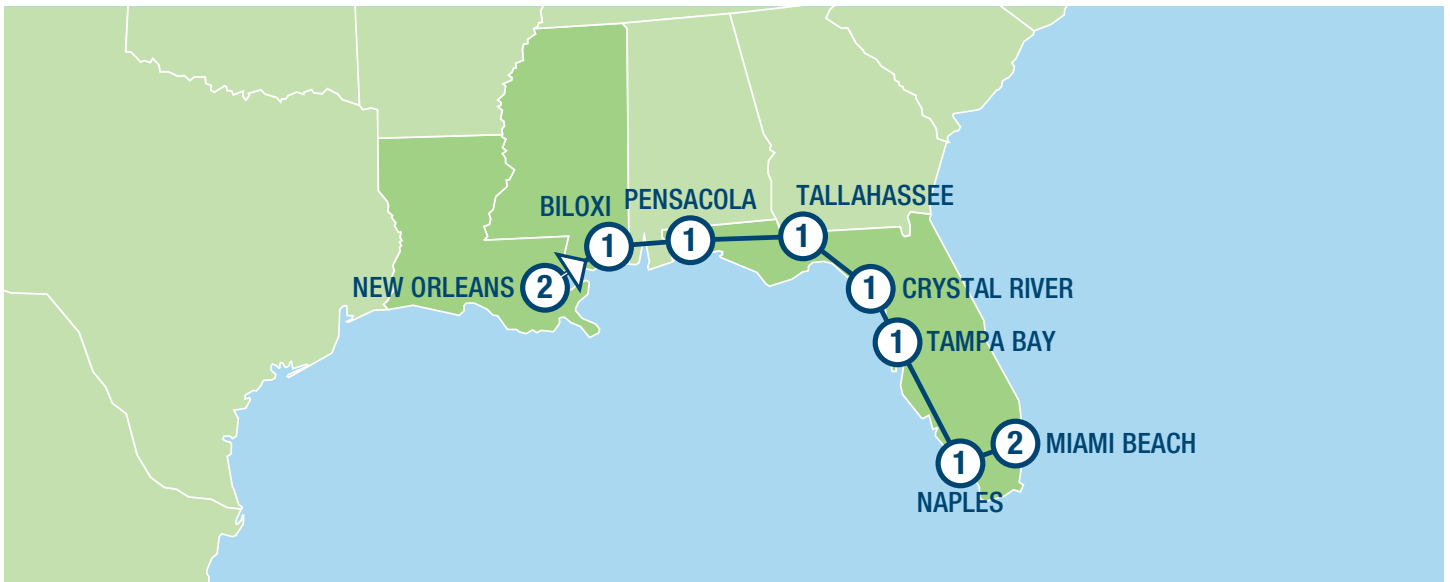 TALLAHASSEE
PENSACOLA
BILOXI
1
1
1
NEW ORLEANS 2
1 CRYSTAL RIVER
1 TAMPA BAY
2 MIAMI BEACH
1
NAPLES